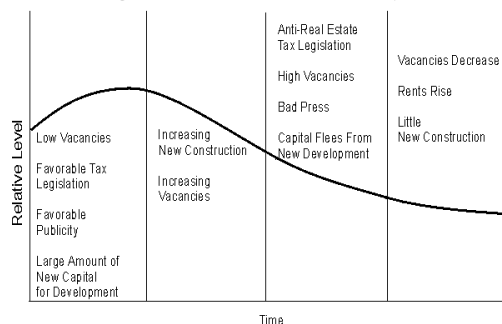 Relative Level
Low Vacancies
Favorable Tax
Legislation
Favorable
Publicity
Large Amount of
New Capital
for Development
Increasing
New Construction
Increasing
Vacancies
Anti-Real Estate
Tax Legislation
High Vacancies
Bad Press
Capital Flees From
New Development
Vacancies Decrease
Rents Rise
Little
New Construction
Time